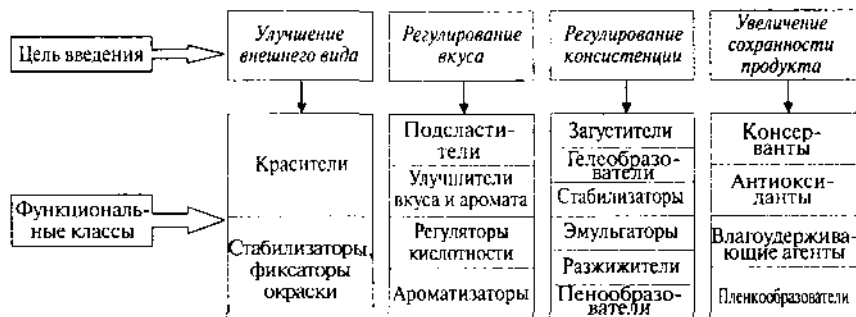 Цель введения
Улучшение
внешнего вида
Регулирование
вкуса
Регулирование
консистенции
Увеличение
сохранности
продукта
Функциональ-
ные классы
Красители
Стабилизаторы,
фиксаторы
окраски
Подсласти-
тели
Улучшители
вкуса и аромата
Регуляторы
кислотности
Ароматизаторы
Загустители
Гелеобразо-
ватели
Стабилизаторы
Эмульгаторы
Разжижители
Пенообразо-
ватели
Консер-
ванты
Антиокси-
данты
Влагоудержива-
ющие агенты
Пленкообразователи